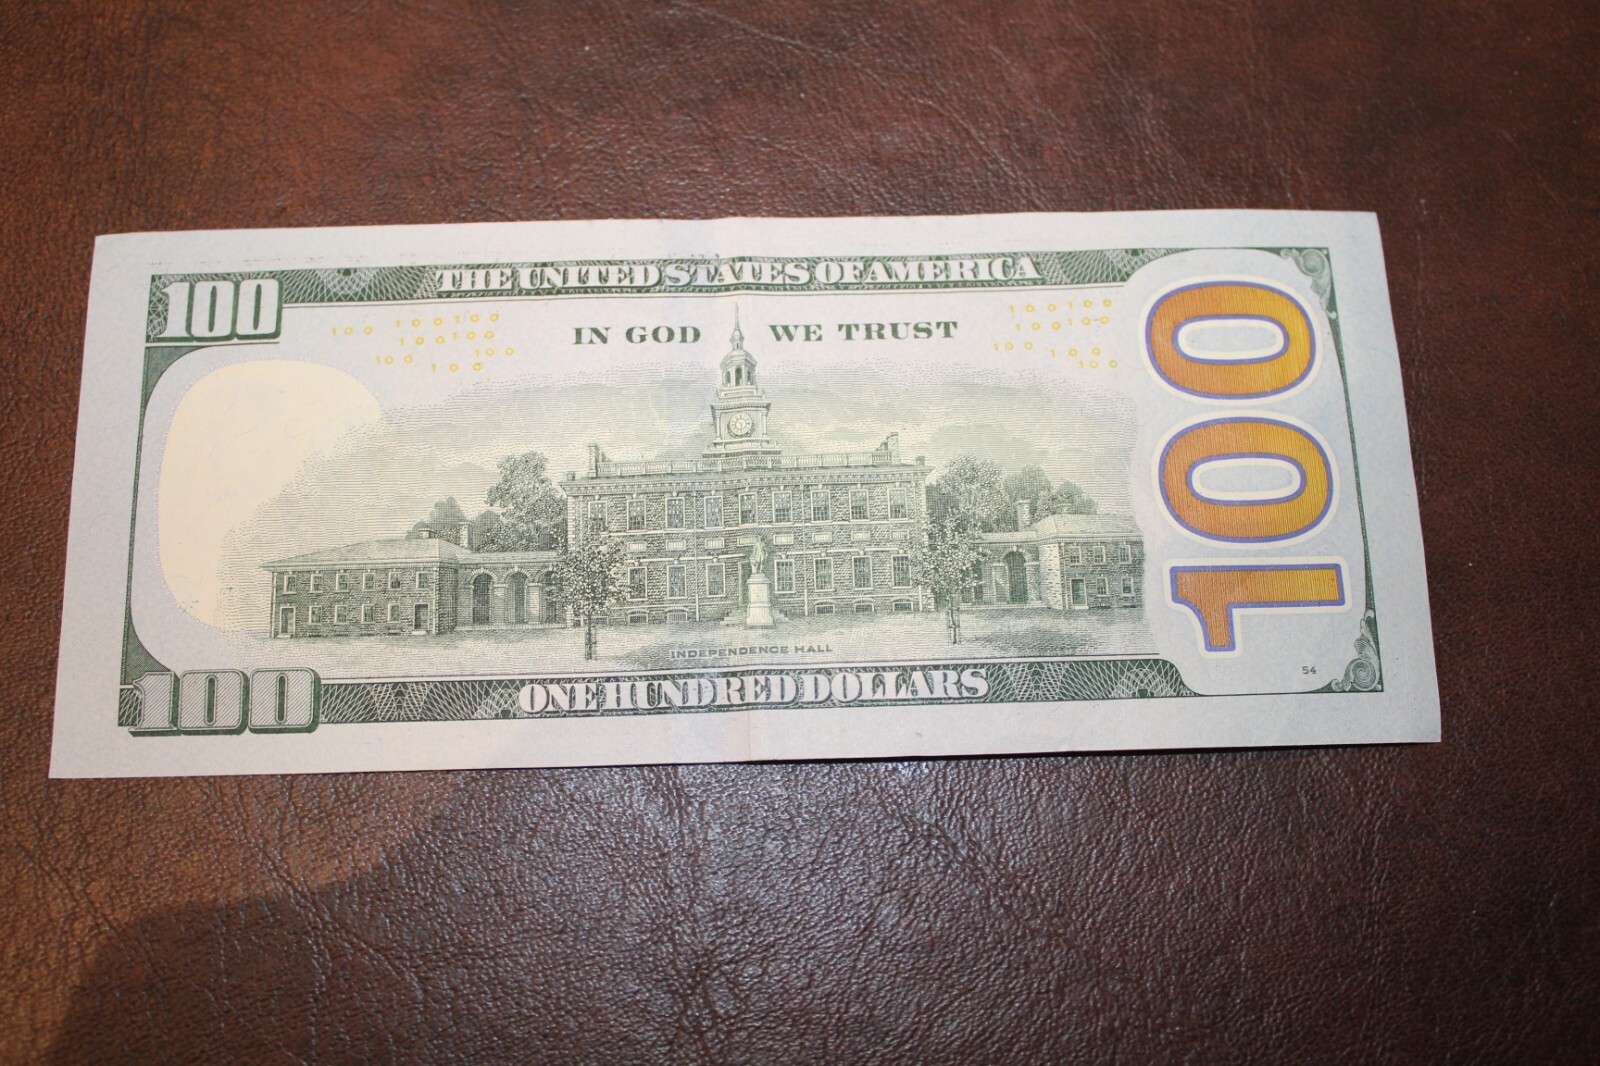 THE UNITED STATES OF AMERICA
100
IN GOD WE TRUST
100
INDEPENDENCE HALL
54
100
ONE HUNDRED DOLLARS